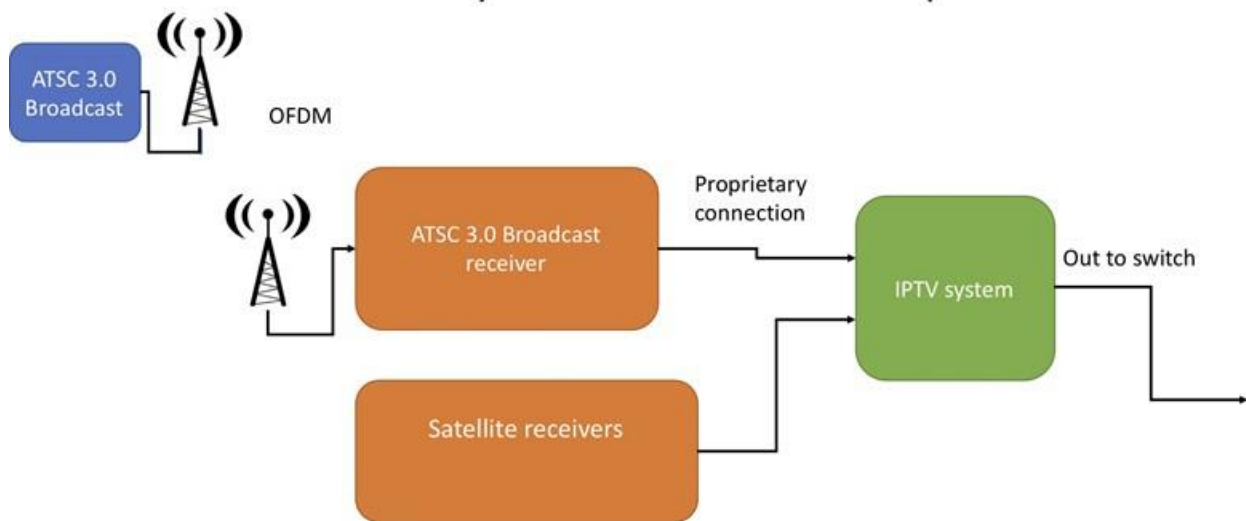 ATSC 3.0
Broadcast
OFDM
ATSC 3.0 Broadcast
receiver
Proprietary
connection
IPTV system
Out to switch
Satellite receivers